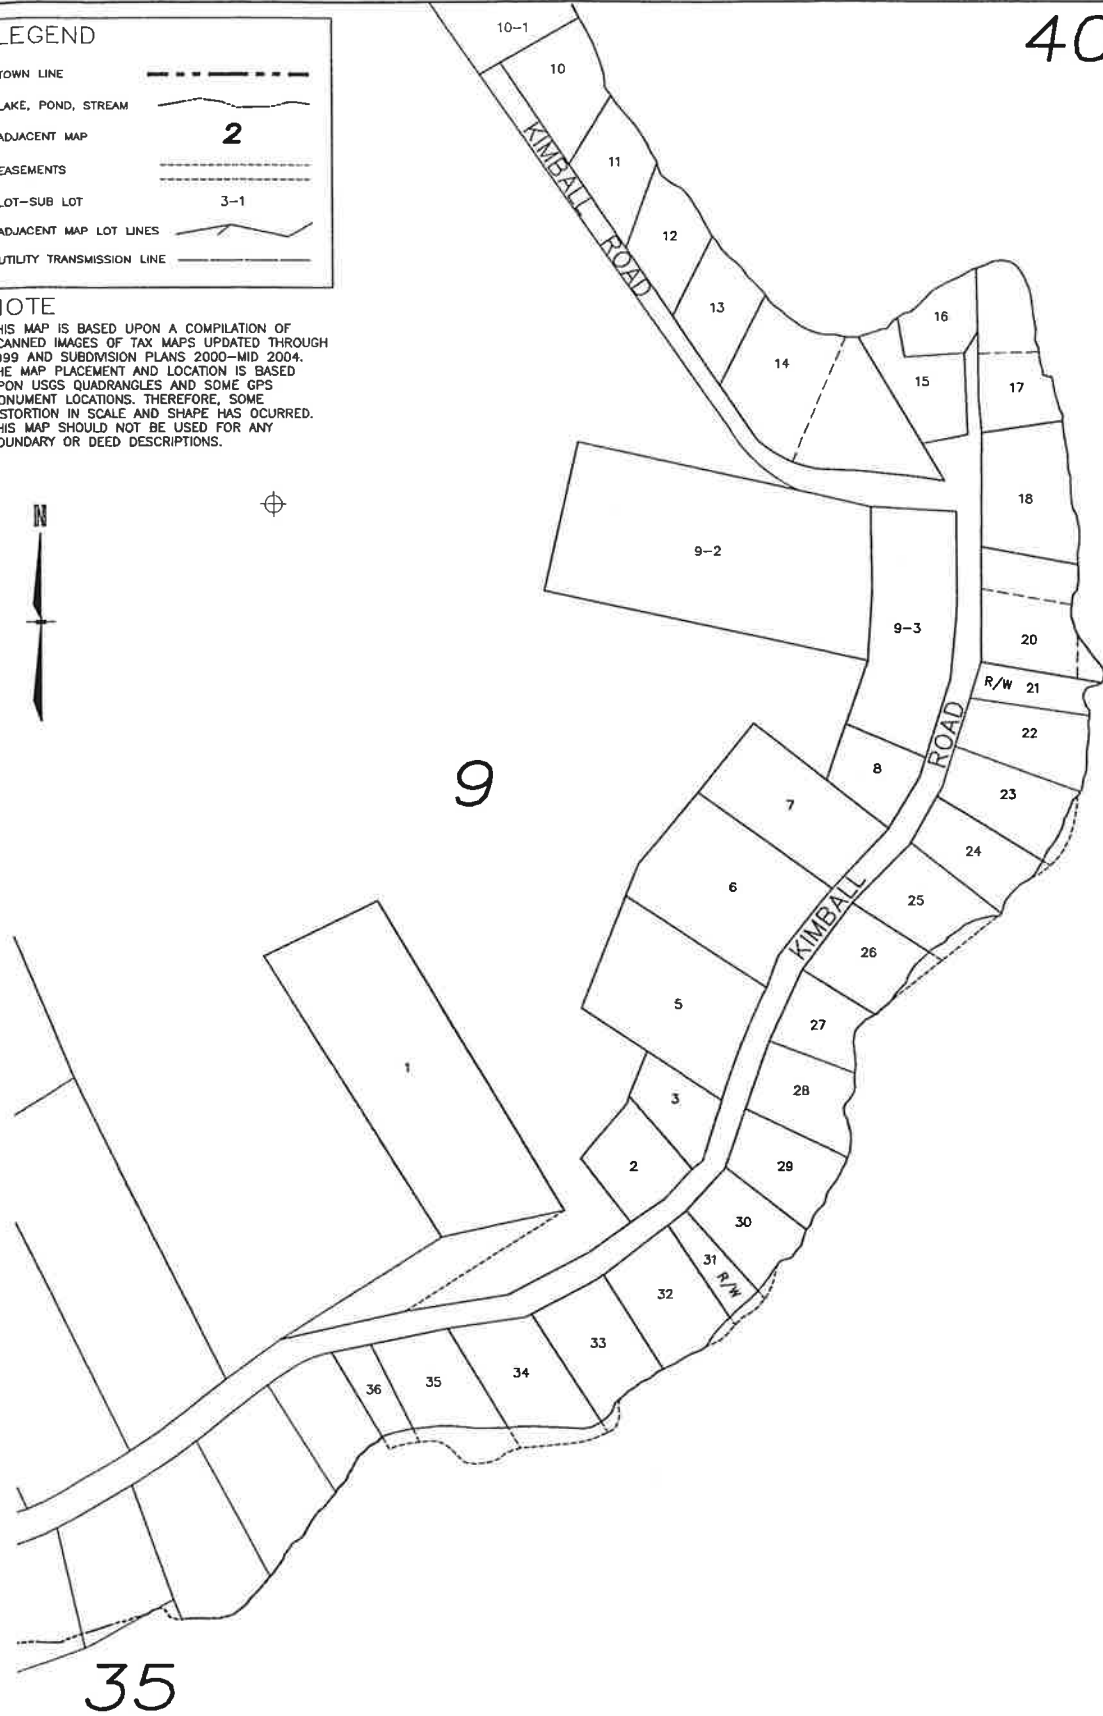 LEGEND
TOWN LINE
LAKE, POND, STREAM
ADJACENT MAP 2
EASEMENTS
LOT-SUB LOT 3-1
ADJACENT MAP LOT LINES
UTILITY TRANSMISSION LINE
NOTE
HIS MAP IS BASED UPON A COMPILATION OF
CANNED IMAGES OF TAX MAPS UPDATED THROUGH
999 AND SUBDIVISION PLANS 2000-MID 2004.
HE MAP PLACEMENT AND LOCATION IS BASED
PON USGS QUADRANGLES AND SOME GPS
ONUMENT LOCATIONS. THEREFORE, SOME
ISTORTION IN SCALE AND SHAPE HAS OCURRED.
HIS MAP SHOULD NOT BE USED FOR ANY
OUNDARY OR DEED DESCRIPTIONS.
N
40
10-1
10
KIMBALL ROAD
11
12
13
14
16
15
17
18
9-2
9-3
20
R/W 21
22
ROAD
8
23
9
7
24
6
25
KIMBALL
26
5
27
1
28
3
2
29
30
31 R/W
32
33
34
35
36
35